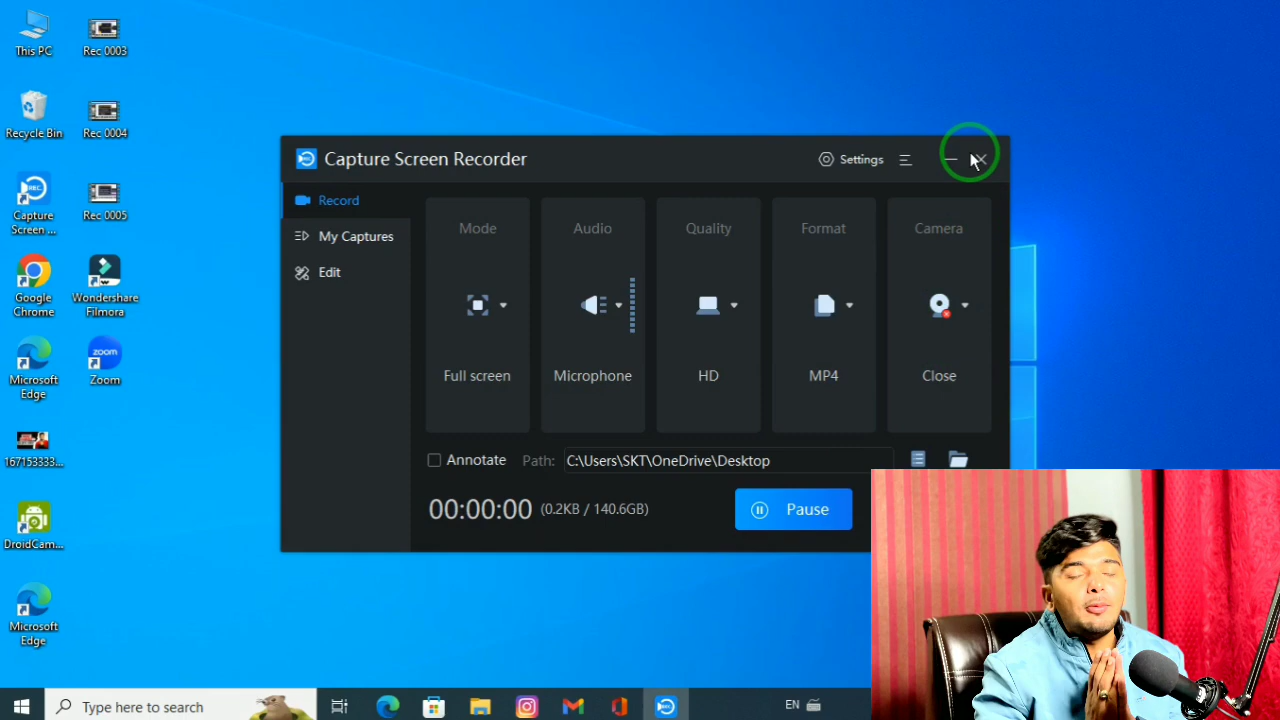 This PC
Rec 0003
Recycle Bin
Rec 0004
REC.
Capture
Screen ...
Rec 0005
Google
Chrome
Wondershare
Filmora
Microsoft
Edge
zoom
Zoom
167153333...
DroidCam...
Microsoft
Edge
Capture Screen Recorder
Settings
Record
My Captures
Edit
Mode
Audio
Quality
Format
Camera
Full screen
Microphone
HD
MP4
Close
Annotate
Path:
C:\Users\SKT\OneDrive\Desktop
00:00:00
(0.2KB / 140.6GB)
Pause
Type here to search
EN